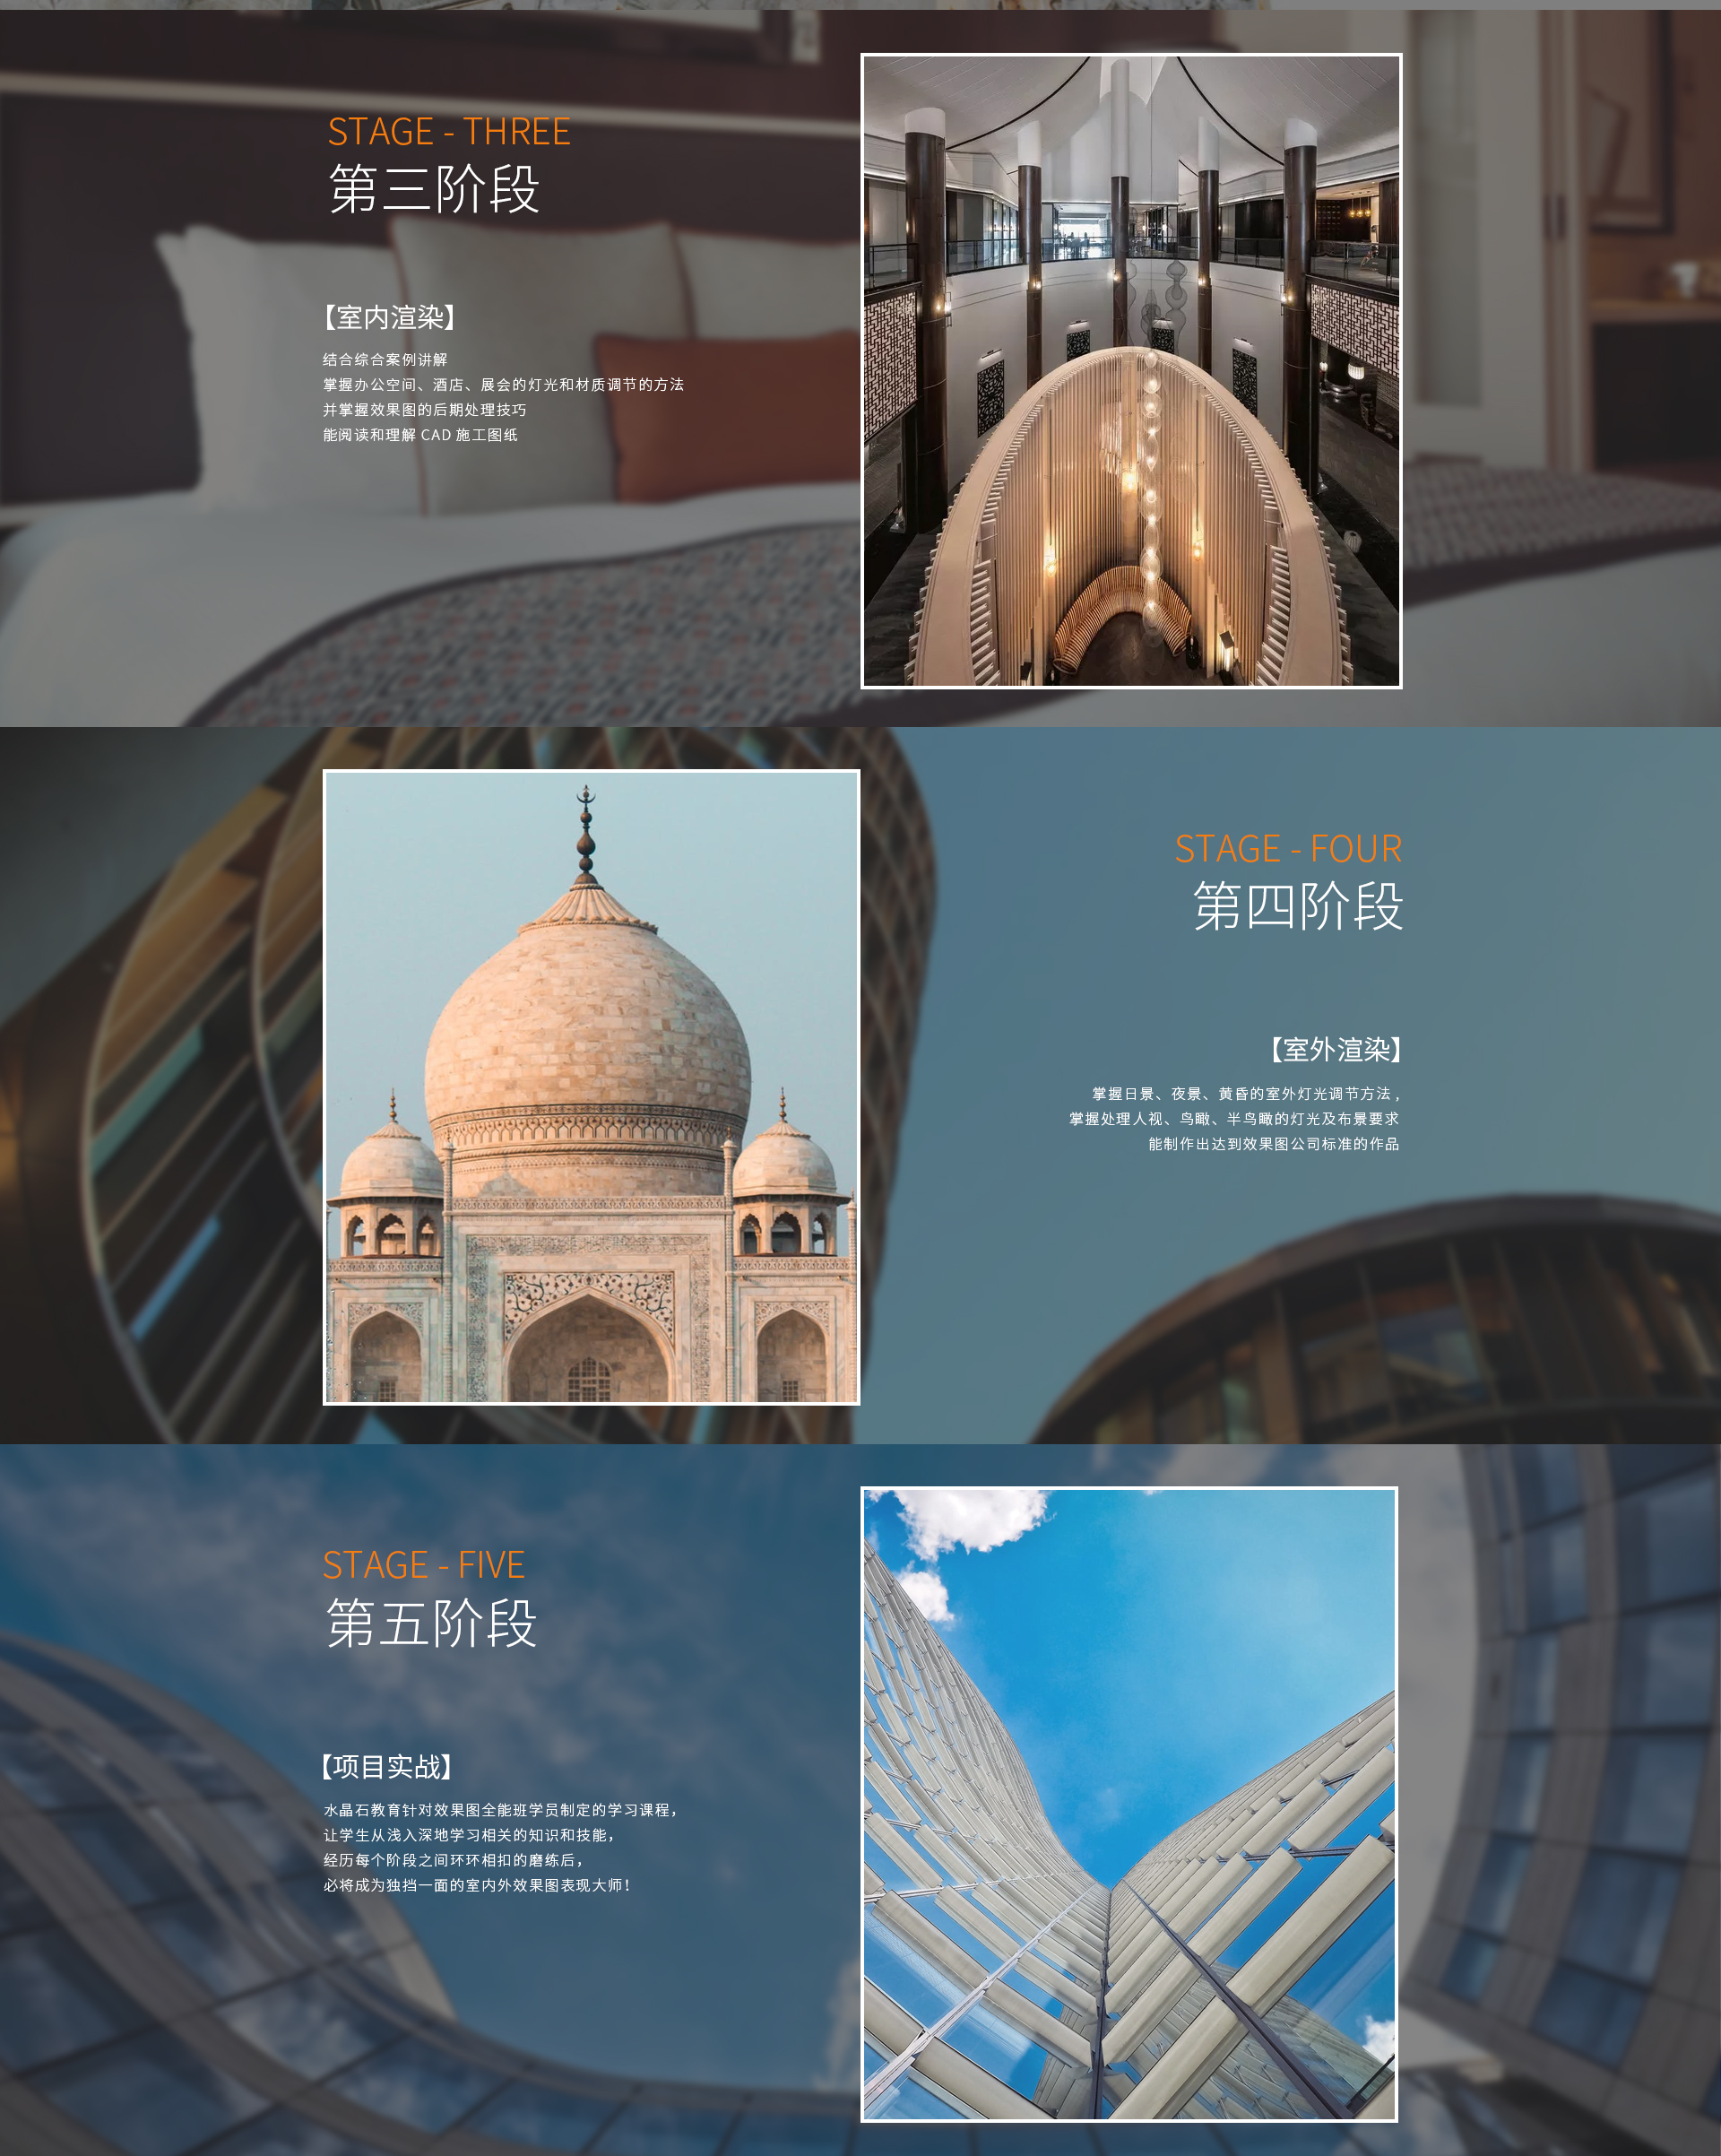 STAGE - THREE
第三阶段
【室内渲染】
结合综合案例讲解
掌握办公空间、酒店、展会的灯光和材质调节的方法
并掌握效果图的后期处理技巧
能阅读和理解 CAD 施工图纸
STAGE - FOUR
第四阶段
【室外渲染】
掌握日景、夜景、黄昏的室外灯光调节方法，
掌握处理人视、鸟瞰、半鸟瞰的灯光及布景要求
能制作出达到效果图公司标准的作品
STAGE - FIVE
第五阶段
【项目实战】
水晶石教育针对效果图全能班学员制定的学习课程，
让学生从浅入深地学习相关的知识和技能，
经历每个阶段之间环环相扣的磨练后，
必将成为独挡一面的室内外效果图表现大师！